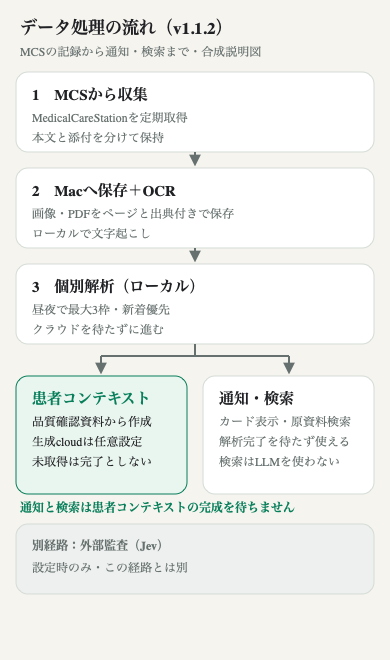 データ処理の流れ（v1.1.2）
MCSの記録から通知・検索まで・合成説明図
1　MCSから収集
MedicalCareStationを定期取得
本文と添付を分けて保持
2　Macへ保存＋OCR
画像・PDFをページと出典付きで保存
ローカルで文字起こし
3　個別解析（ローカル）
昼夜で最大3枠・新着優先
クラウドを待たずに進む
患者コンテキスト
品質確認資料から作成
生成cloudは任意設定
未取得は完了としない
通知・検索
カード表示・原資料検索
解析完了を待たず使える
検索はLLMを使わない
通知と検索は患者コンテキストの完成を待ちません
別経路：外部監査（Jev）
設定時のみ・この経路とは別